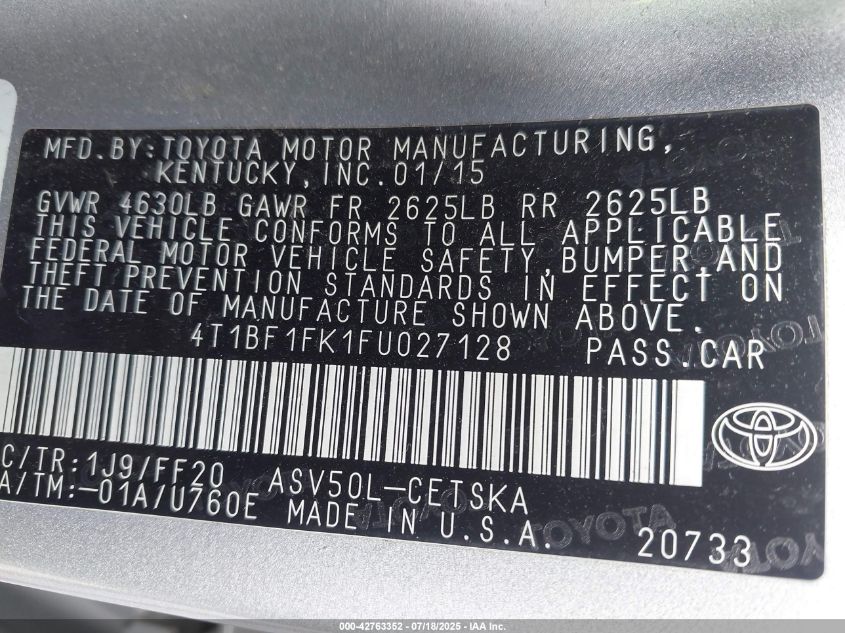 MFD.BY:TOYOTA MOTOR MANUFACTURING,
KENTUCKY,INC.01/15
GVWR 4630LB GAWR FR 2625LB RR 2625LB
THIS VEHICLE CONFORMS TO ALL APPLICABLE
FEDERAL MOTOR VEHICLE SAFETY,BUMPER,AND
THEFT PREVENTION STANDARDS IN EFFECT ON
THE DATE OF MANUFACTURE SHOWN ABOVE.
4T1BF1FK1FU027128 PASS.CAR
C/TR:1J9/FF20 ASV50L-CETSKA
A/TM:-01A/U760E MADE IN U.S.A. 20733
TOYOTA
000-42763352 - 07/18/2025 - IAA Inc.